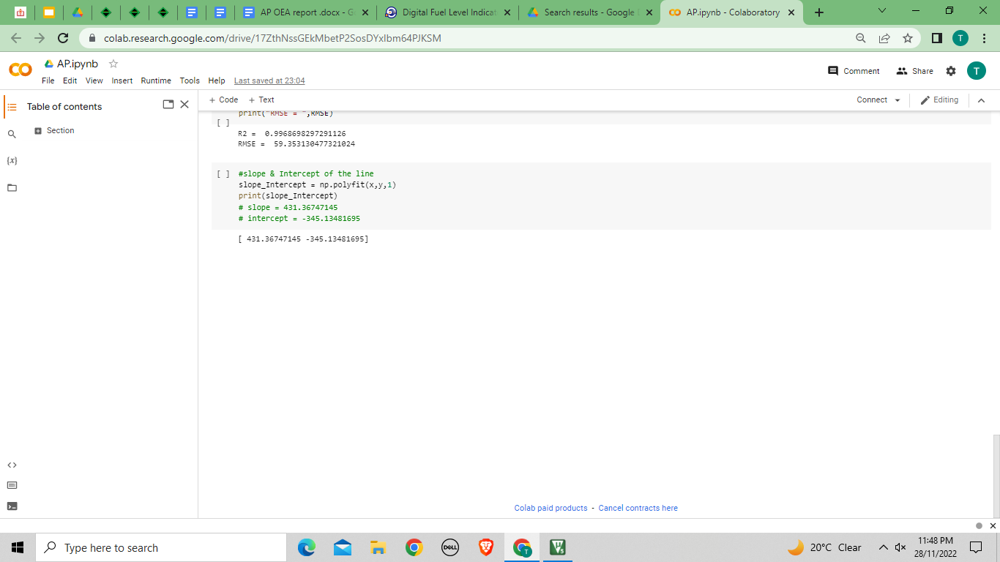 AP OEA report .docx - G
Digital Fuel Level Indicat
Search results - Google
AP.ipynb - Colaboratory
colab.research.google.com/drive/17ZthNssGEkMbetP2SosDYxIbm64PJKSM
T
AP.ipynb
File Edit View Insert Runtime Tools Help Last saved at 23:04
Comment Share T
Table of contents
+ Code + Text
Connect Editing
Section
{x}
print("RMSE = ",RMSE)
[ ]
R2 = 0.9968698297291126
RMSE = 59.353130477321024
[ ] #slope & Intercept of the line
slope_Intercept = np.polyfit(x,y,1)
print(slope_Intercept)
# slope = 431.36747145
# intercept = -345.13481695
[ 431.36747145 -345.13481695]
Colab paid products - Cancel contracts here
Type here to search
DELL
T
20°C Clear
11:48 PM
28/11/2022